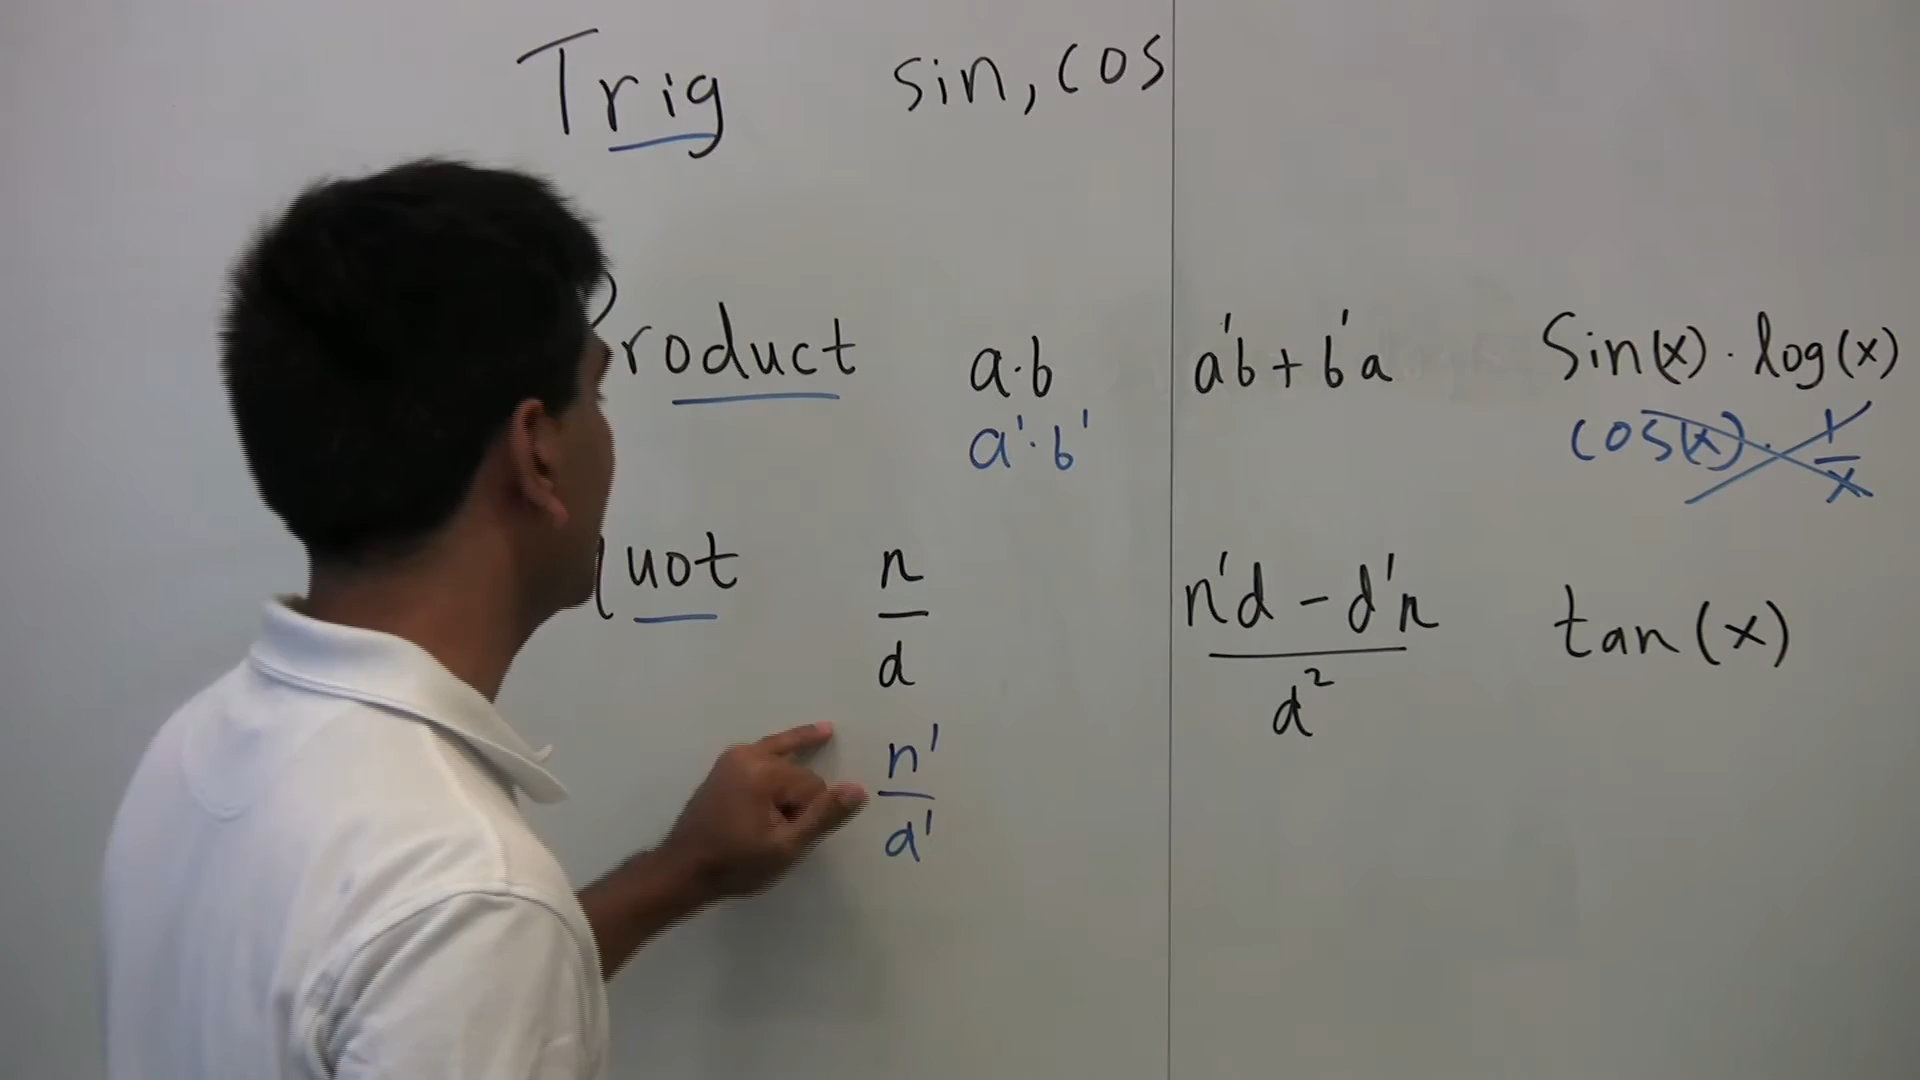 Trig sin, cos
Product a·b a'b + b'a Sin(x) · log(x)
a'·b' cos(x) · 1/x
quot n/d n'd - d'n/d² tan(x)
n'/d'